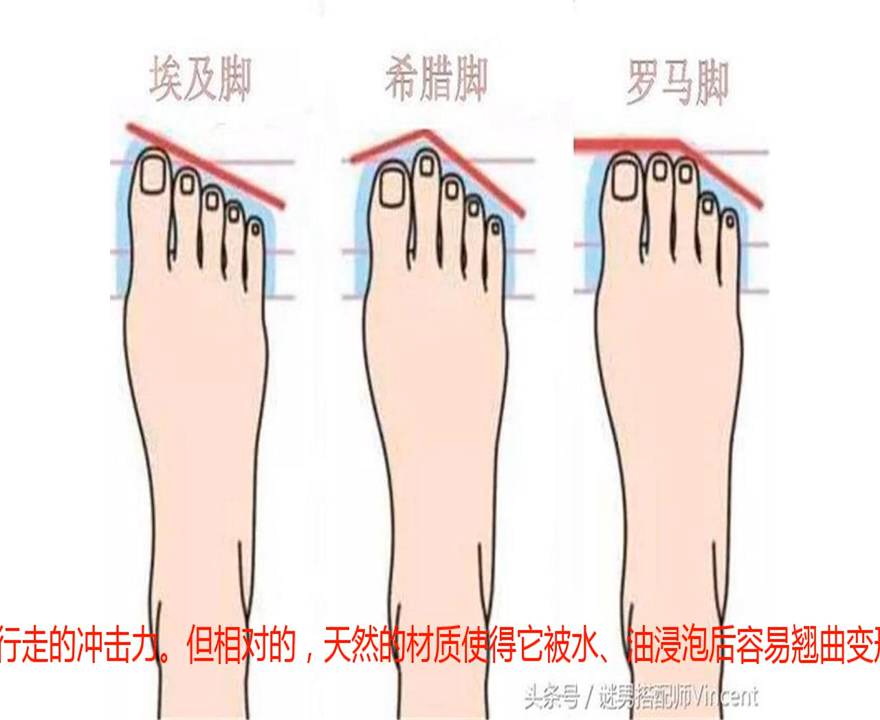 埃及脚 希腊脚 罗马脚
行走的冲击力。但相对的，天然的材质使得它被水、油浸泡后容易翘曲变形
头条号 / 谜男搭配师Vincent